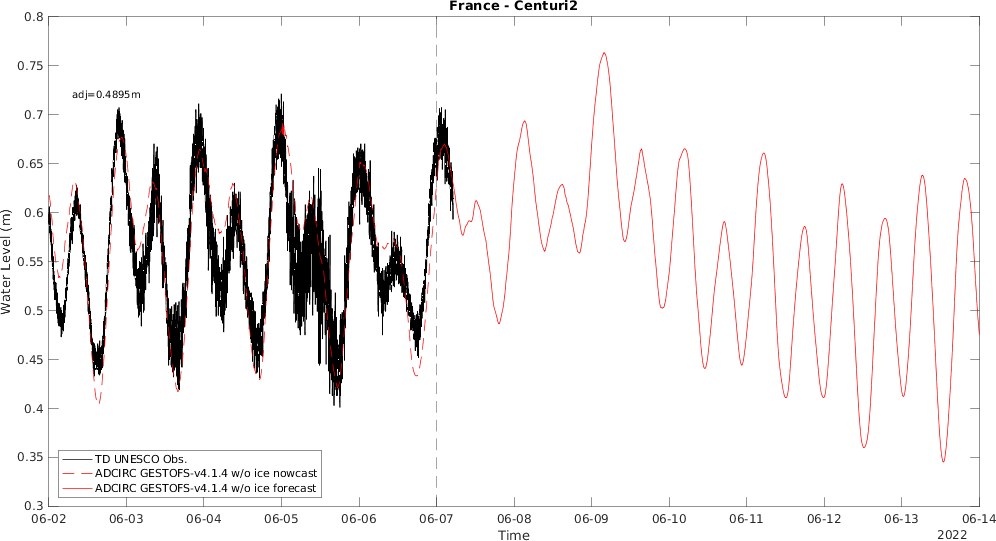 France - Centuri2
0.8
0.75
0.7
0.65
0.6
0.55
0.5
0.45
0.4
0.35
0.3
Water Level (m)
adj=0.4895m
TD UNESCO Obs.
ADCIRC GESTOFS-v4.1.4 w/o ice nowcast
ADCIRC GESTOFS-v4.1.4 w/o ice forecast
06-02 06-03 06-04 06-05 06-06 06-07 06-08 06-09 06-10 06-11 06-12 06-13 06-14
Time
2022